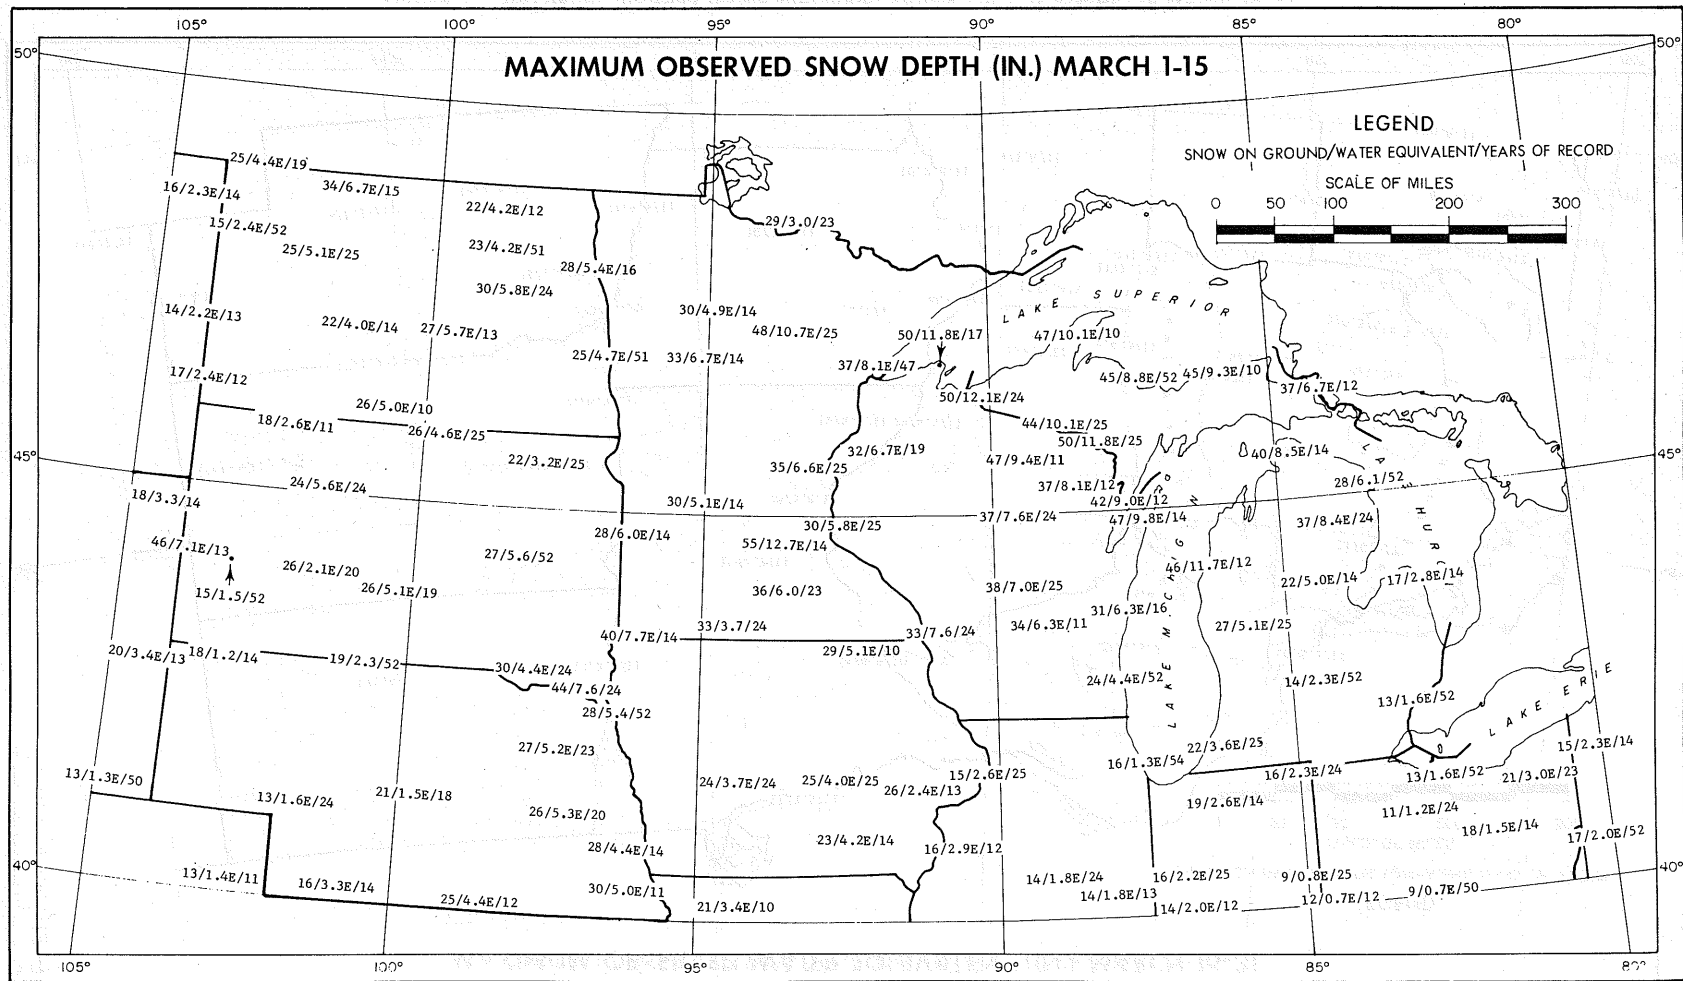 105° 100° 95° 90° 85° 80°
50° 50°
MAXIMUM OBSERVED SNOW DEPTH (IN.) MARCH 1-15
LEGEND
SNOW ON GROUND/WATER EQUIVALENT/YEARS OF RECORD
SCALE OF MILES
0 50 100 200 300
25/4.4E/19
16/2.3E/14
34/6.7E/15
22/4.2E/12
15/2.4E/52
29/3.0/23
25/5.1E/25
23/4.2E/51
28/5.4E/16
30/5.8E/24
LAKE SUPERIOR
14/2.2E/13
30/4.9E/14
22/4.0E/14
27/5.7E/13
48/10.7E/25
50/11.8E/17
47/10.1E/10
25/4.7E/51
33/6.7E/14
37/8.1E/47
17/2.4E/12
45/8.8E/52
45/9.3E/10
37/6.7E/12
26/5.0E/10
50/12.1E/24
18/2.6E/11
26/4.6E/25
44/10.1E/25
50/11.8E/25
45° 45°
22/3.2E/25
35/6.6E/25
32/6.7E/19
47/9.4E/11
40/8.5E/14
LAKE HURON
24/5.6E/24
37/8.1E/12
28/6.1/52
18/3.3/14
30/5.1E/14
42/9.0E/12
28/6.0E/14
30/5.8E/25
37/7.6E/24
47/9.8E/14
37/8.4E/24
46/7.1E/13
27/5.6/52
55/12.7E/14
26/2.1E/20
46/11.7E/12
15/1.5/52
26/5.1E/19
36/6.0/23
38/7.0E/25
22/5.0E/14
17/2.8E/14
31/6.3E/16
40/7.7E/14
33/3.7/24
33/7.6/24
34/6.3E/11
27/5.1E/25
20/3.4E/13
18/1.2/14
19/2.3/52
30/4.4E/24
29/5.1E/10
LAKE MICHIGAN
44/7.6/24
24/4.4E/52
14/2.3E/52
LAKE ERIE
28/5.4/52
13/1.6E/52
27/5.2E/23
22/3.6E/25
15/2.3E/14
13/1.3E/50
24/3.7E/24
25/4.0E/25
15/2.6E/25
16/1.3E/54
16/2.3E/24
13/1.6E/52
21/3.0E/23
13/1.6E/24
21/1.5E/18
26/2.4E/13
19/2.6E/14
26/5.3E/20
11/1.2E/24
18/1.5E/14
23/4.2E/14
17/2.0E/52
28/4.4E/14
16/2.9E/12
40° 40°
13/1.4E/11
16/3.3E/14
30/5.0E/11
14/1.8E/24
16/2.2E/25
9/0.8E/25
25/4.4E/12
21/3.4E/10
14/1.8E/13
14/2.0E/12
12/0.7E/12
9/0.7E/50
105° 100° 95° 90° 85° 80°